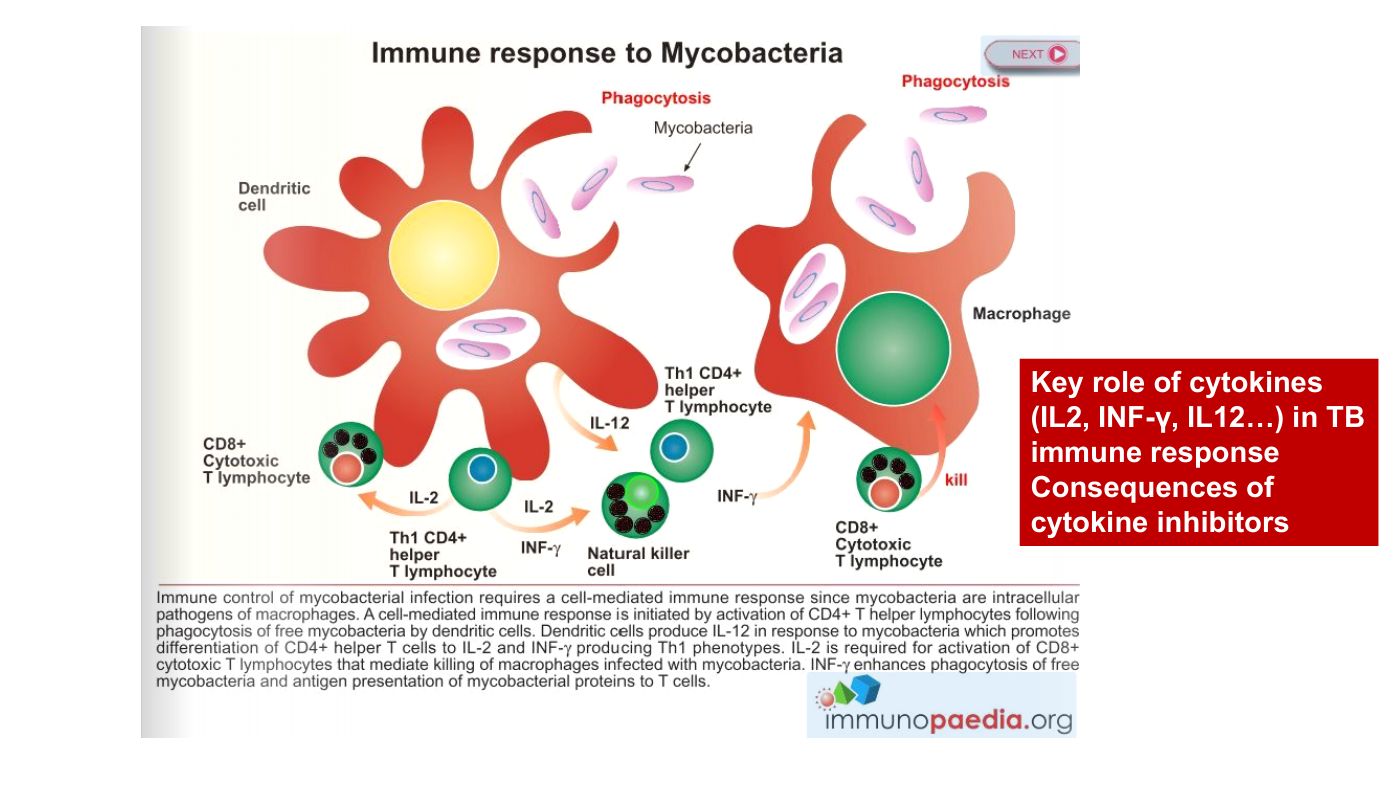 Immune response to Mycobacteria
NEXT
Phagocytosis
Phagocytosis
Mycobacteria
Dendritic
cell
Macrophage
Th1 CD4+
helper
T lymphocyte
IL-12
CD8+
Cytotoxic
T lymphocyte
IL-2
IL-2
INF-γ
INF-γ
kill
Th1 CD4+
helper
T lymphocyte
Natural killer
cell
CD8+
Cytotoxic
T lymphocyte
Key role of cytokines
(IL2, INF-γ, IL12…) in TB
immune response
Consequences of
cytokine inhibitors
Immune control of mycobacterial infection requires a cell-mediated immune response since mycobacteria are intracellular
pathogens of macrophages. A cell-mediated immune response is initiated by activation of CD4+ T helper lymphocytes following
phagocytosis of free mycobacteria by dendritic cells. Dendritic cells produce IL-12 in response to mycobacteria which promotes
differentiation of CD4+ helper T cells to IL-2 and INF-γ producing Th1 phenotypes. IL-2 is required for activation of CD8+
cytotoxic T lymphocytes that mediate killing of macrophages infected with mycobacteria. INF-γ enhances phagocytosis of free
mycobacteria and antigen presentation of mycobacterial proteins to T cells.
immunopaedia.org